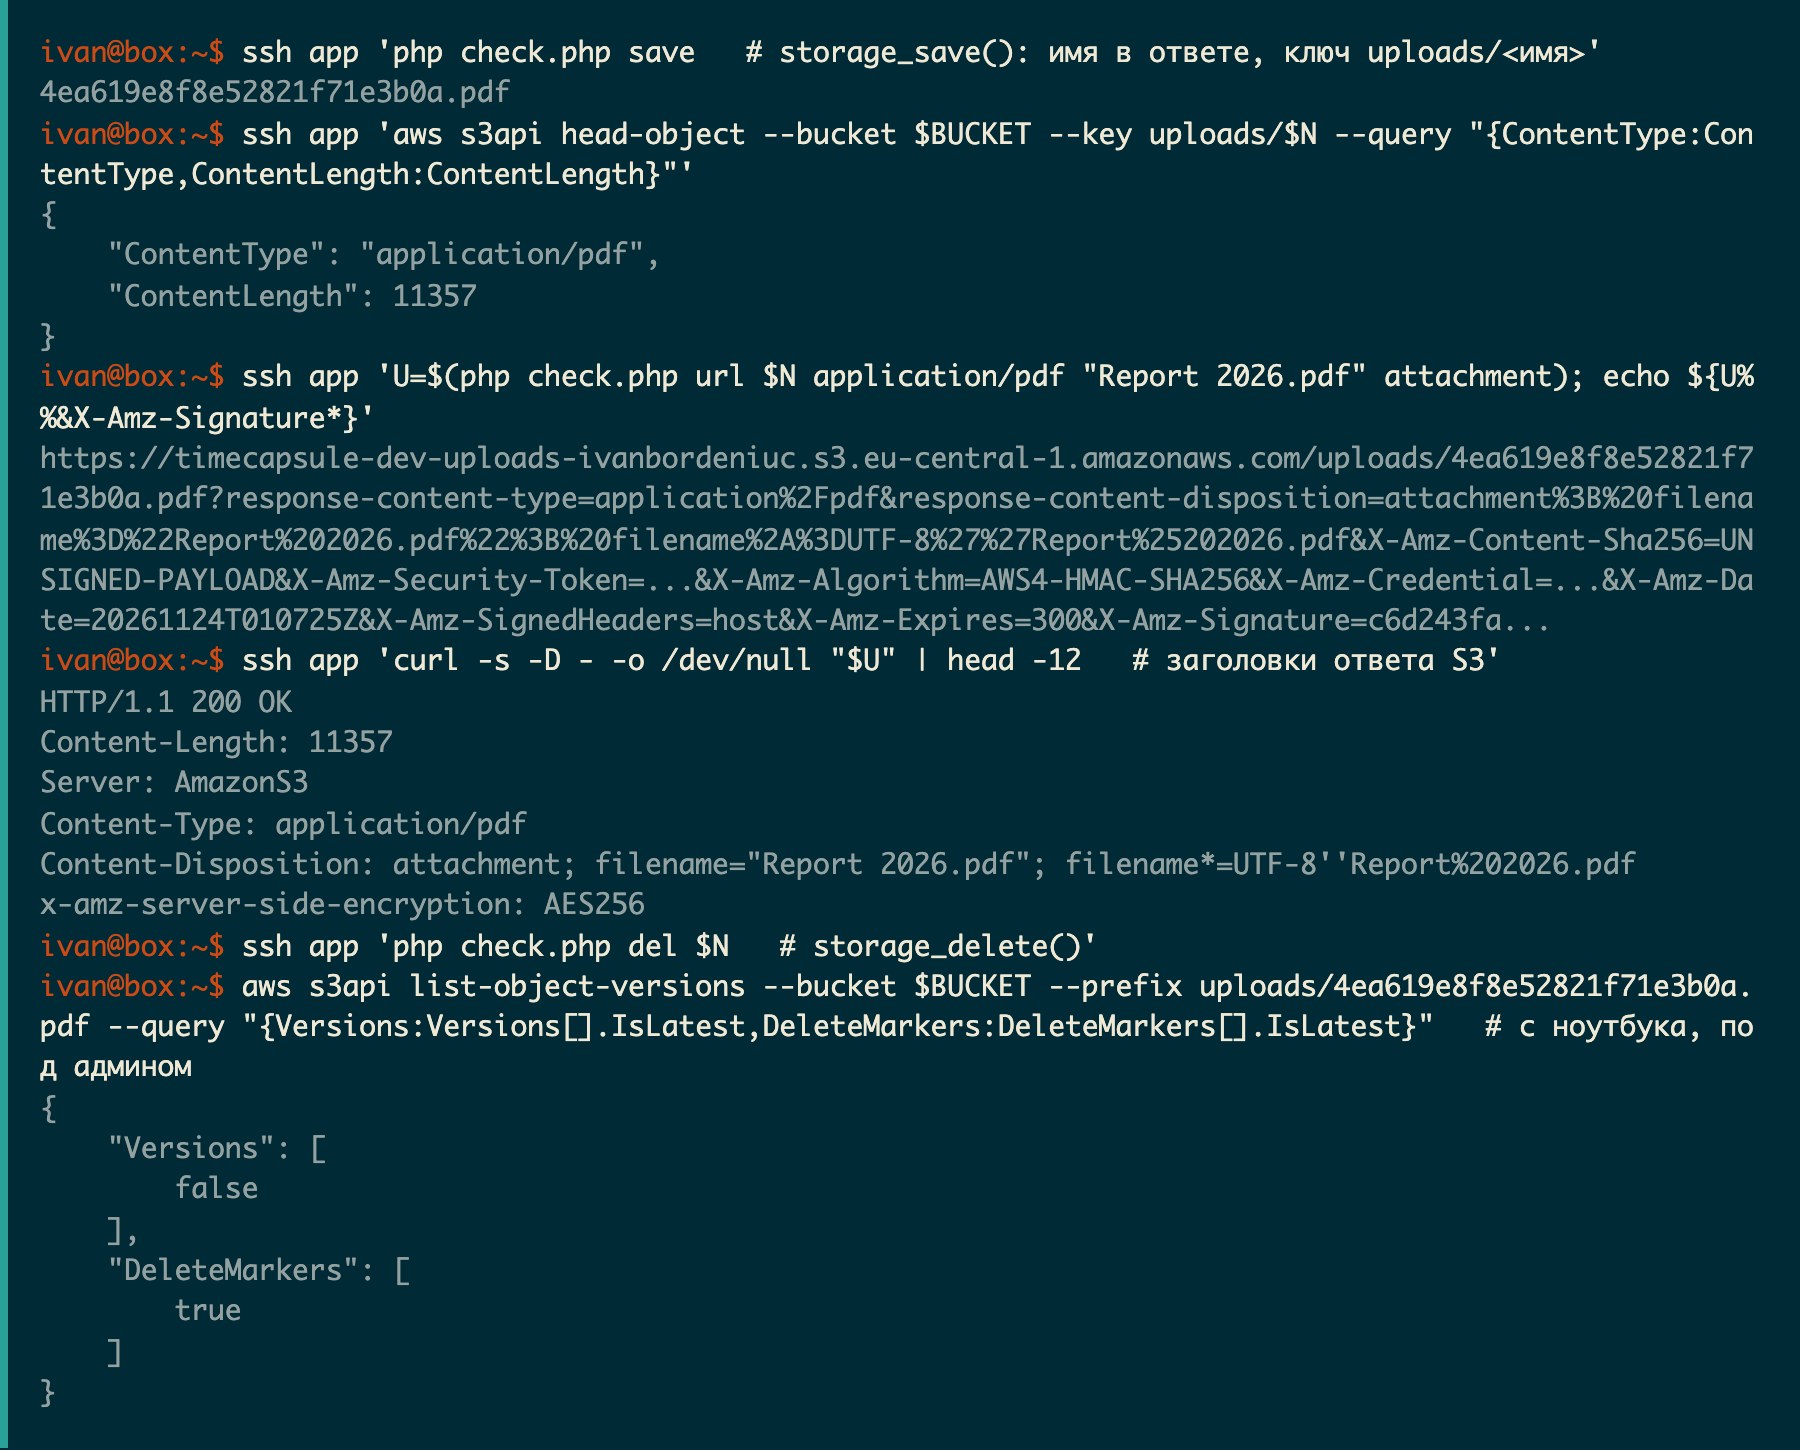 ivan@box:~$ ssh app 'php check.php save   # storage_save(): имя в ответе, ключ uploads/<имя>'
4ea619e8f8e52821f71e3b0a.pdf
ivan@box:~$ ssh app 'aws s3api head-object --bucket $BUCKET --key uploads/$N --query "{ContentType:Con
tentType,ContentLength:ContentLength}"'
{
    "ContentType": "application/pdf",
    "ContentLength": 11357
}
ivan@box:~$ ssh app 'U=$(php check.php url $N application/pdf "Report 2026.pdf" attachment); echo ${U%
%&X-Amz-Signature*}'
https://timecapsule-dev-uploads-ivanbordeniuc.s3.eu-central-1.amazonaws.com/uploads/4ea619e8f8e52821f7
1e3b0a.pdf?response-content-type=application%2Fpdf&response-content-disposition=attachment%3B%20filena
me%3D%22Report%202026.pdf%22%3B%20filename%2A%3DUTF-8%27%27Report%25202026.pdf&X-Amz-Content-Sha256=UN
SIGNED-PAYLOAD&X-Amz-Security-Token=...&X-Amz-Algorithm=AWS4-HMAC-SHA256&X-Amz-Credential=...&X-Amz-Da
te=20261124T010725Z&X-Amz-SignedHeaders=host&X-Amz-Expires=300&X-Amz-Signature=c6d243fa...
ivan@box:~$ ssh app 'curl -s -D - -o /dev/null "$U" | head -12   # заголовки ответа S3'
HTTP/1.1 200 OK
Content-Length: 11357
Server: AmazonS3
Content-Type: application/pdf
Content-Disposition: attachment; filename="Report 2026.pdf"; filename*=UTF-8''Report%202026.pdf
x-amz-server-side-encryption: AES256
ivan@box:~$ ssh app 'php check.php del $N   # storage_delete()'
ivan@box:~$ aws s3api list-object-versions --bucket $BUCKET --prefix uploads/4ea619e8f8e52821f71e3b0a.
pdf --query "{Versions:Versions[].IsLatest,DeleteMarkers:DeleteMarkers[].IsLatest}"   # с ноутбука, по
д админом
{
    "Versions": [
        false
    ],
    "DeleteMarkers": [
        true
    ]
}